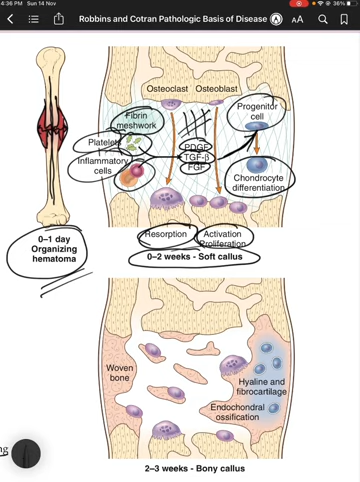 4:36 PM Sun 14 Nov
36%
Robbins and Cotran Pathologic Basis of Disease
AA
Osteoclast
Osteoblast
Progenitor
cell
Fibrin
meshwork
Platelets
Inflammatory
cells
PDGF
TGF-β
FGF
Chondrocyte
differentiation
Resorption
Activation
Proliferation
0–1 day
Organizing
hematoma
0–2 weeks - Soft callus
Woven
bone
Hyaline and
fibrocartilage
Endochondral
ossification
ng
2–3 weeks - Bony callus